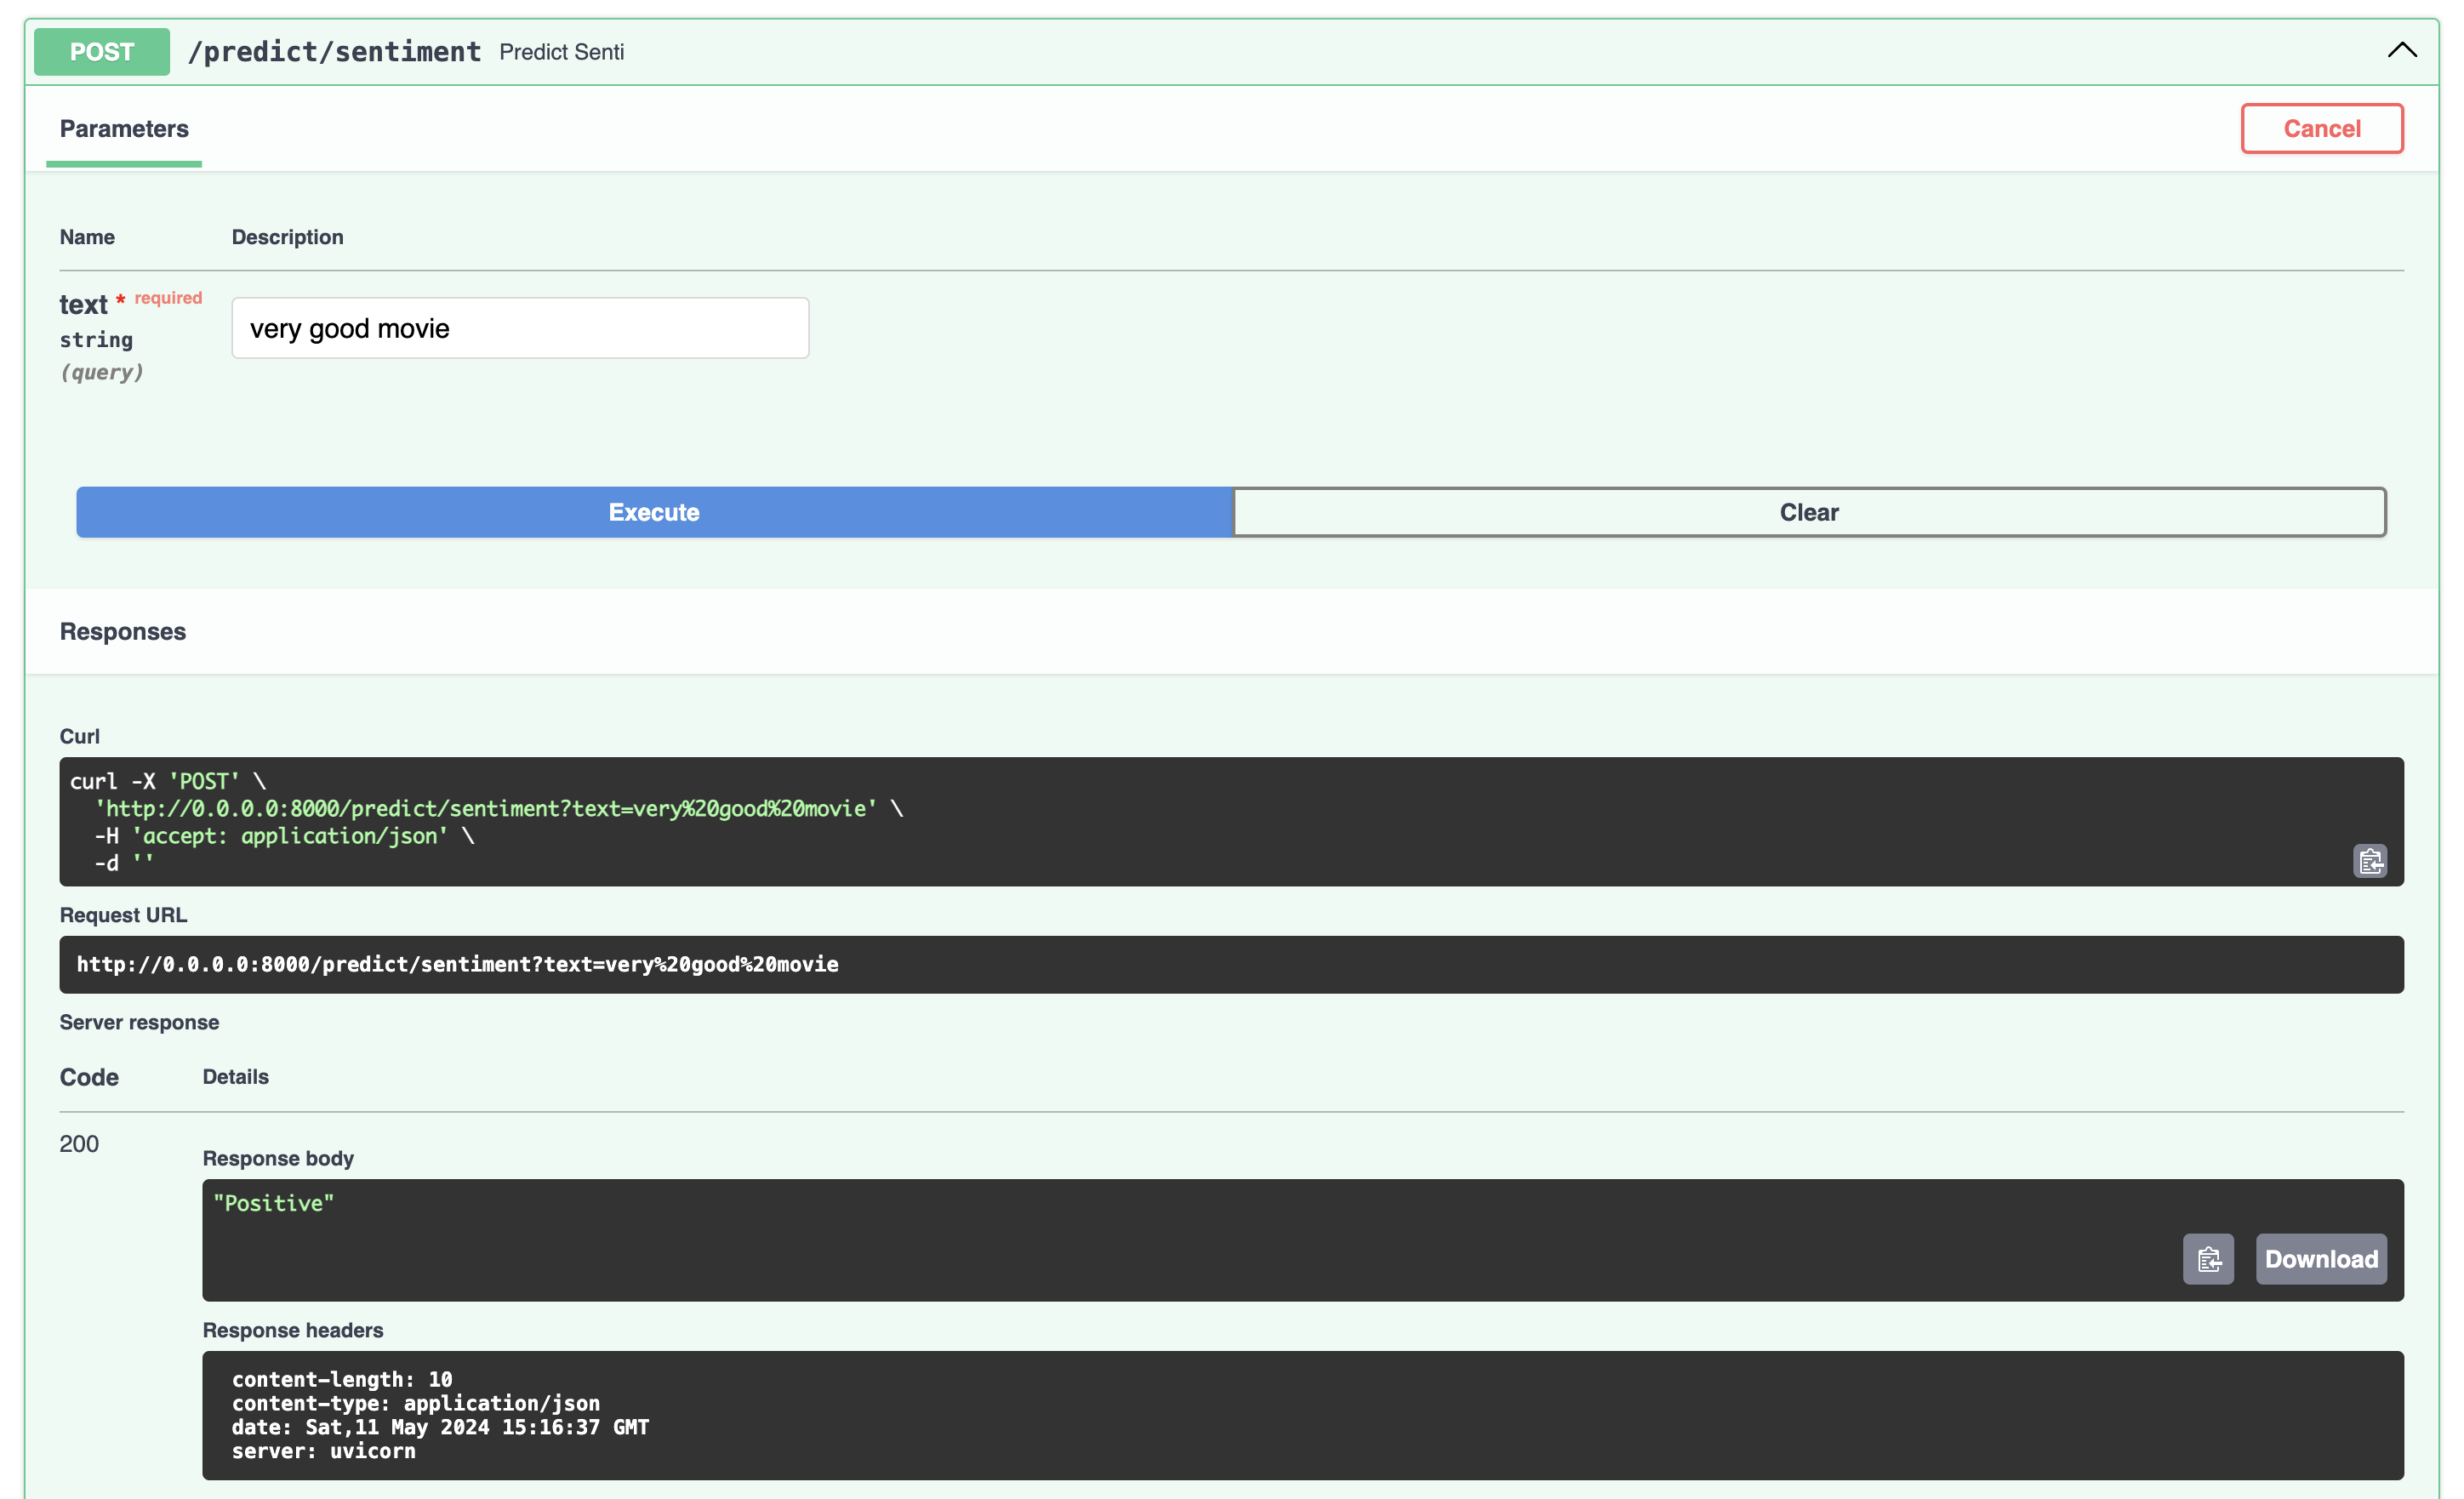 POST /predict/sentiment Predict Senti
Parameters
Cancel
Name Description
text * required
string
(query)
very good movie
Execute Clear
Responses
Curl
curl -X 'POST' \
  'http://0.0.0.0:8000/predict/sentiment?text=very%20good%20movie' \
  -H 'accept: application/json' \
  -d ''
Request URL
http://0.0.0.0:8000/predict/sentiment?text=very%20good%20movie
Server response
Code Details
200
Response body
"Positive"
Download
Response headers
content-length: 10
content-type: application/json
date: Sat,11 May 2024 15:16:37 GMT
server: uvicorn